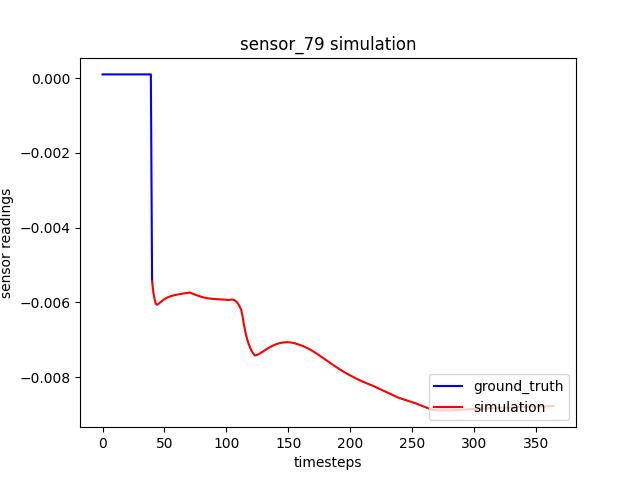 sensor_79 simulation
sensor readings
0.000
−0.002
−0.004
−0.006
−0.008
ground_truth
simulation
0 50 100 150 200 250 300 350
timesteps